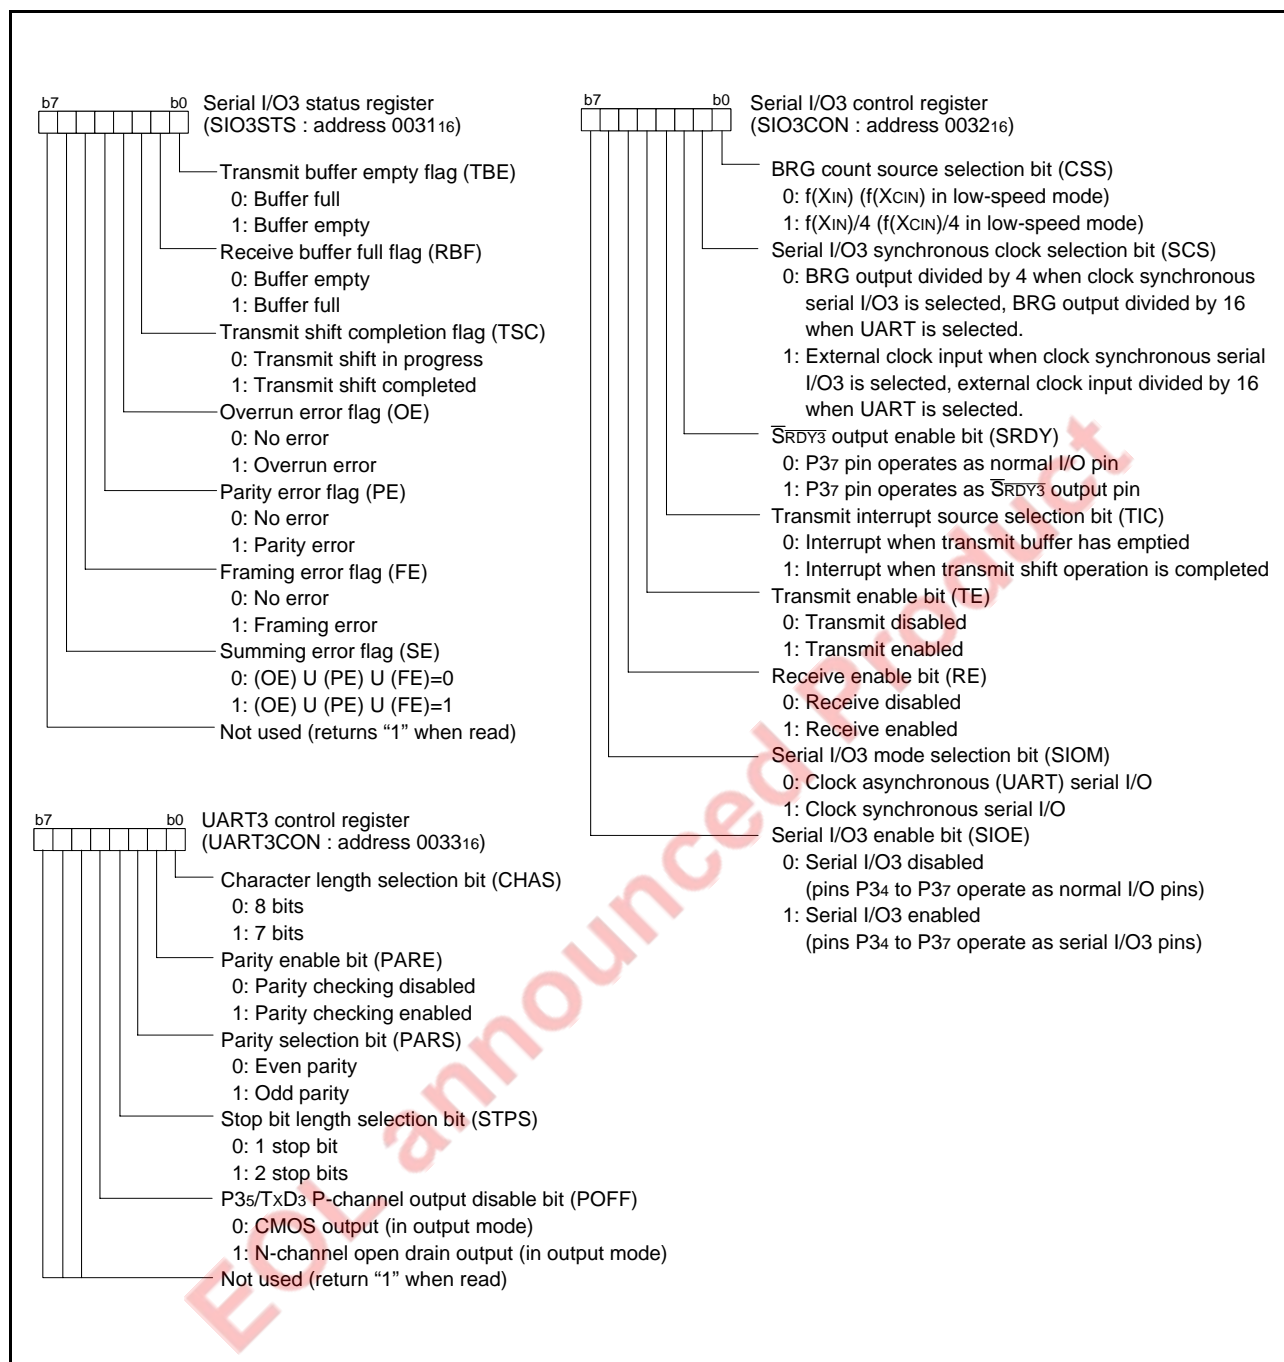 b7 b0 Serial I/O3 status register
(SIO3STS : address 003116)
Transmit buffer empty flag (TBE)
0: Buffer full
1: Buffer empty
Receive buffer full flag (RBF)
0: Buffer empty
1: Buffer full
Transmit shift completion flag (TSC)
0: Transmit shift in progress
1: Transmit shift completed
Overrun error flag (OE)
0: No error
1: Overrun error
Parity error flag (PE)
0: No error
1: Parity error
Framing error flag (FE)
0: No error
1: Framing error
Summing error flag (SE)
0: (OE) U (PE) U (FE)=0
1: (OE) U (PE) U (FE)=1
Not used (returns “1” when read)
b7 b0 UART3 control register
(UART3CON : address 003316)
Character length selection bit (CHAS)
0: 8 bits
1: 7 bits
Parity enable bit (PARE)
0: Parity checking disabled
1: Parity checking enabled
Parity selection bit (PARS)
0: Even parity
1: Odd parity
Stop bit length selection bit (STPS)
0: 1 stop bit
1: 2 stop bits
P35/TXD3 P-channel output disable bit (POFF)
0: CMOS output (in output mode)
1: N-channel open drain output (in output mode)
Not used (return “1” when read)
b7 b0 Serial I/O3 control register
(SIO3CON : address 003216)
BRG count source selection bit (CSS)
0: f(XIN) (f(XCIN) in low-speed mode)
1: f(XIN)/4 (f(XCIN)/4 in low-speed mode)
Serial I/O3 synchronous clock selection bit (SCS)
0: BRG output divided by 4 when clock synchronous
serial I/O3 is selected, BRG output divided by 16
when UART is selected.
1: External clock input when clock synchronous serial
I/O3 is selected, external clock input divided by 16
when UART is selected.
SRDY3 output enable bit (SRDY)
0: P37 pin operates as normal I/O pin
1: P37 pin operates as SRDY3 output pin
Transmit interrupt source selection bit (TIC)
0: Interrupt when transmit buffer has emptied
1: Interrupt when transmit shift operation is completed
Transmit enable bit (TE)
0: Transmit disabled
1: Transmit enabled
Receive enable bit (RE)
0: Receive disabled
1: Receive enabled
Serial I/O3 mode selection bit (SIOM)
0: Clock asynchronous (UART) serial I/O
1: Clock synchronous serial I/O
Serial I/O3 enable bit (SIOE)
0: Serial I/O3 disabled
(pins P34 to P37 operate as normal I/O pins)
1: Serial I/O3 enabled
(pins P34 to P37 operate as serial I/O3 pins)
EOL announced Product